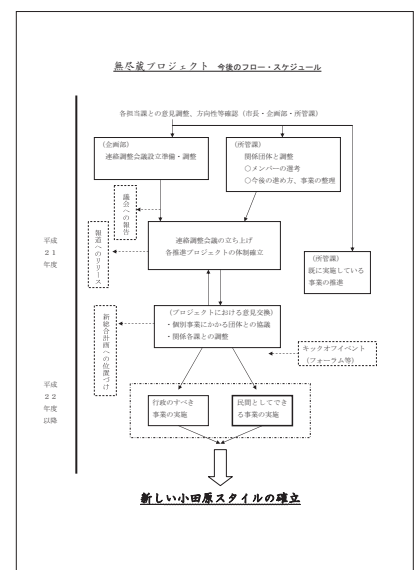 無尽蔵プロジェクト 今後のフロー・スケジュール
各担当課との意見調整、方向性等確認（市長・企画部・所管課）
（企画部）
連絡調整会議設立準備・調整
（所管課）
関係団体と調整
○メンバーの選考
○今後の進め方、事業の整理
議会への報告
報道へのリリース
平成
２１
年度
連絡調整会議の立ち上げ
各推進プロジェクトの体制確立
（所管課）
既に実施している
事業の推進
新総合計画への位置づけ
（プロジェクトにおける意見交換）
・個別事業にかかる団体との協議
・関係各課との調整
キックオフイベント
（フォーラム等）
平成
２２
年度
以降
行政のすべき
事業の実施
民間としてでき
る事業の実施
新しい小田原スタイルの確立